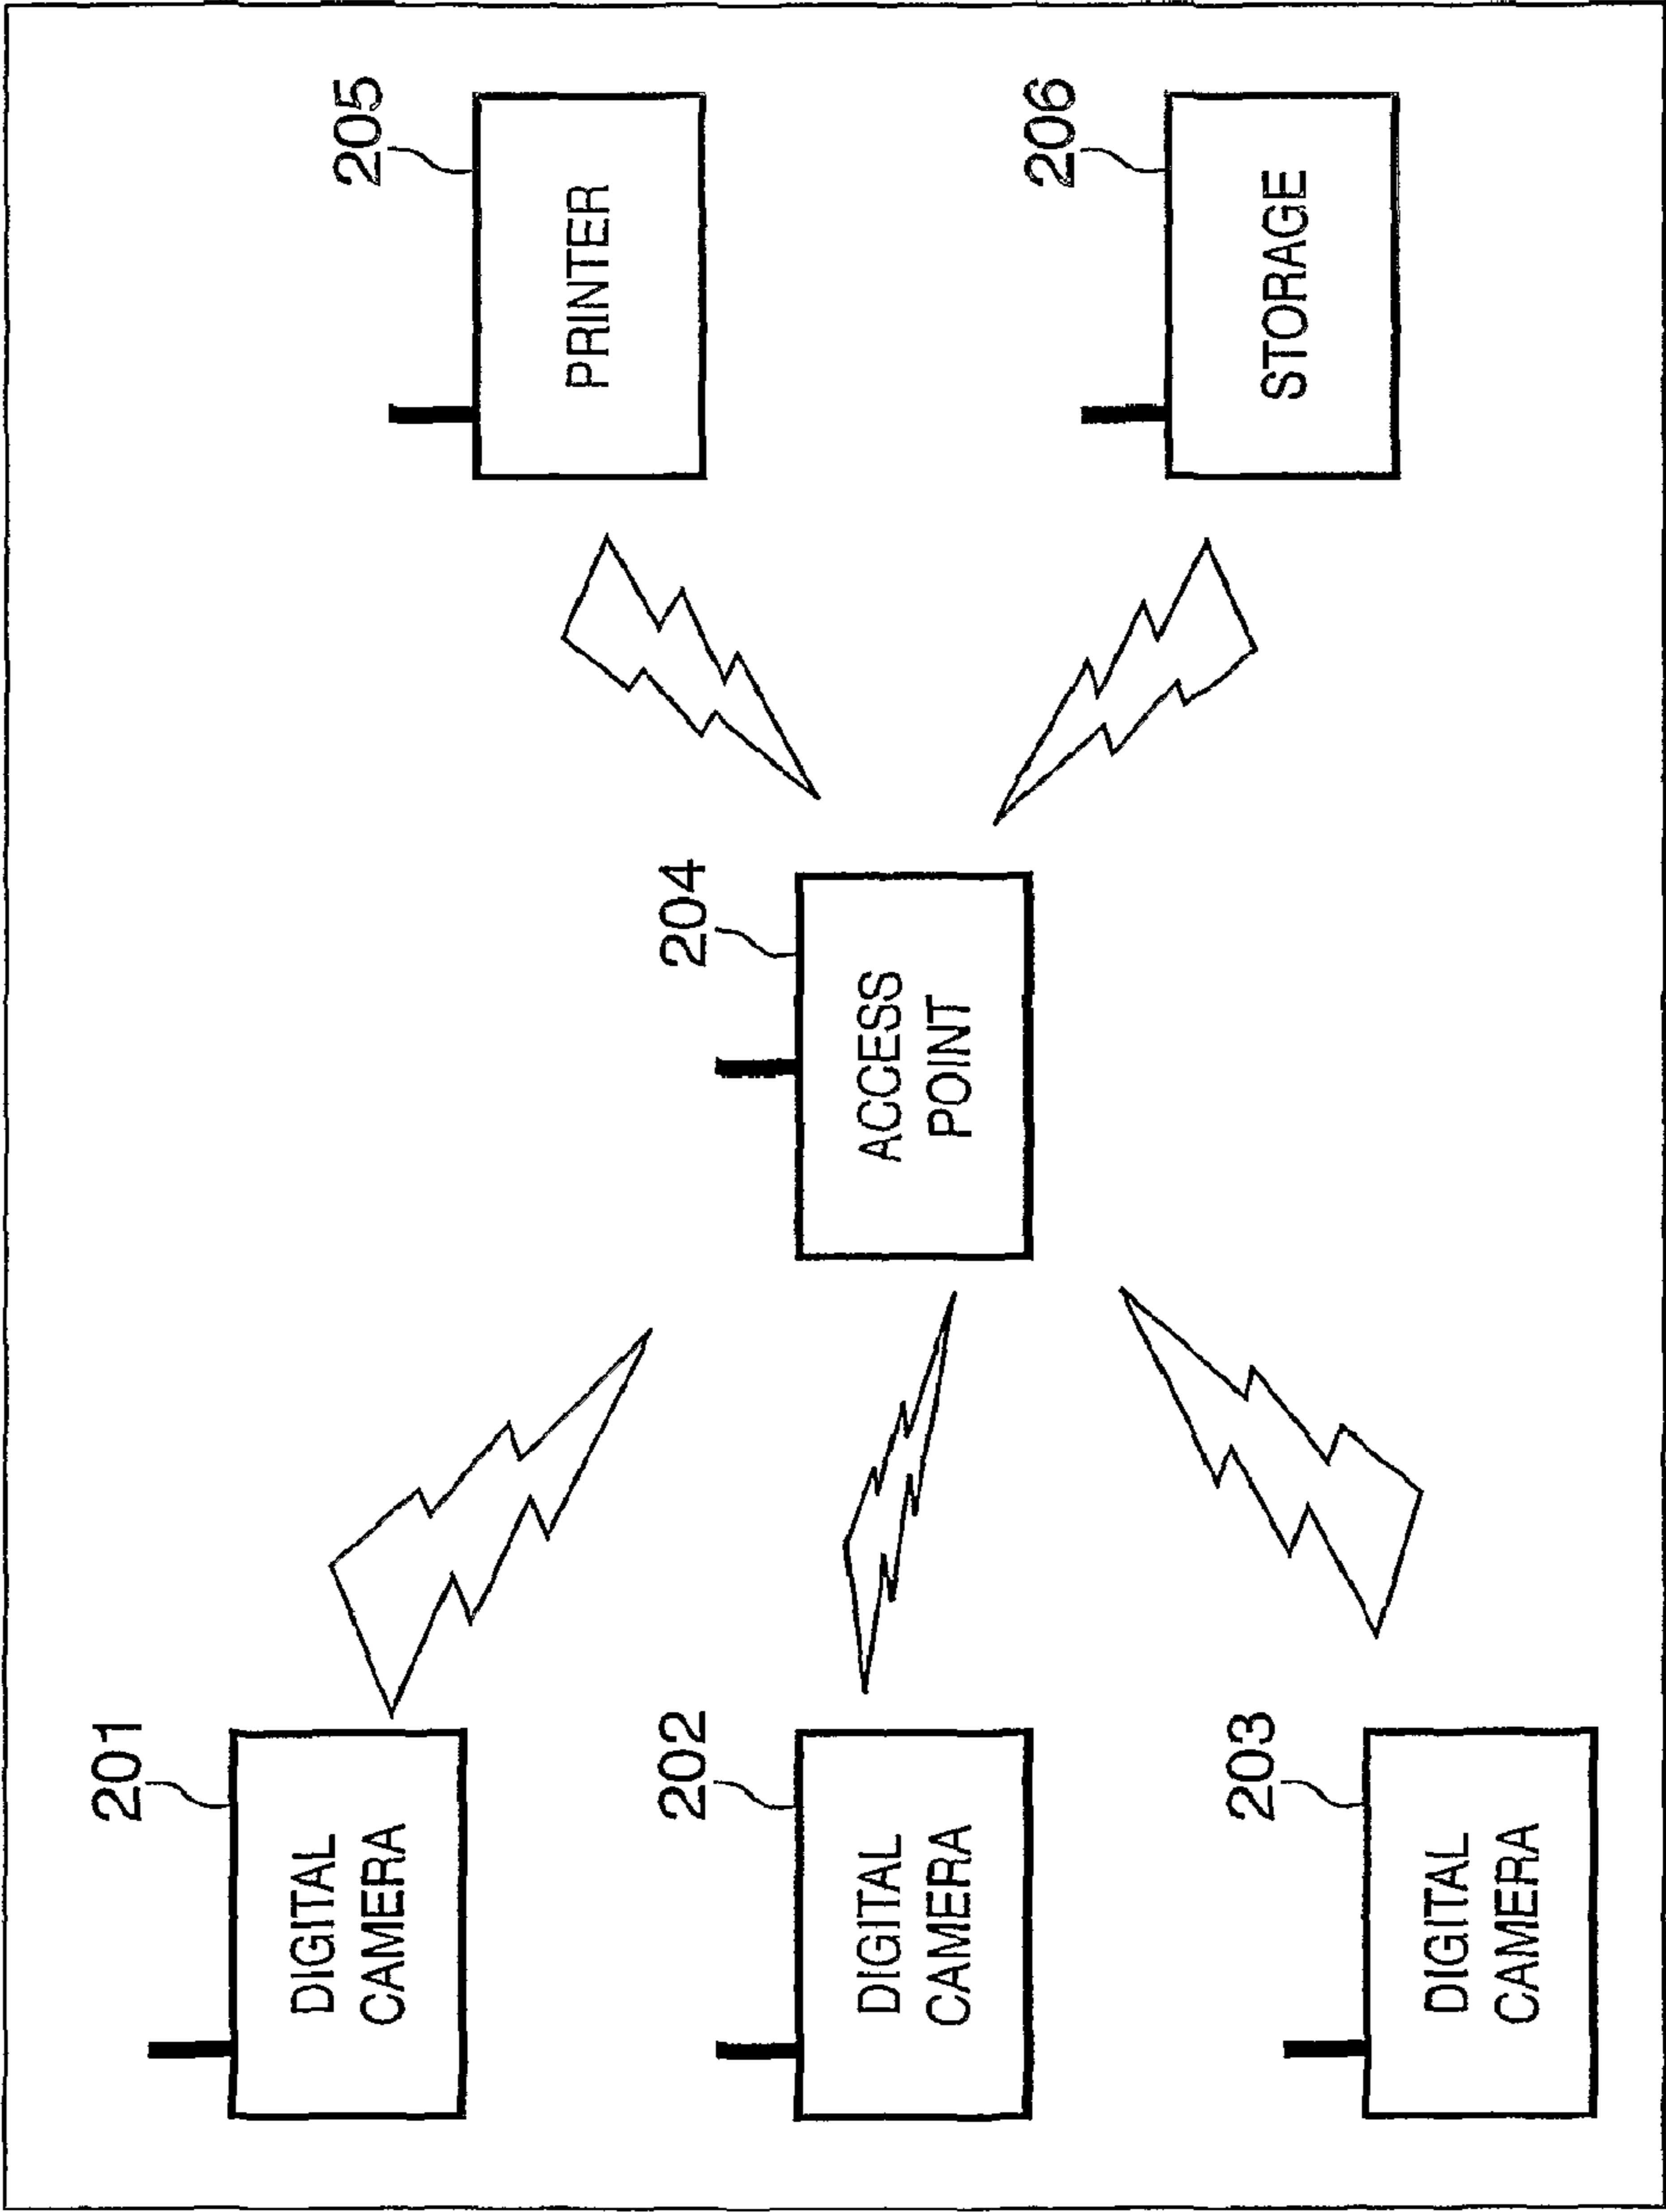 201
DIGITAL
CAMERA
202
DIGITAL
CAMERA
203
DIGITAL
CAMERA
204
ACCESS
POINT
205
PRINTER
206
STORAGE